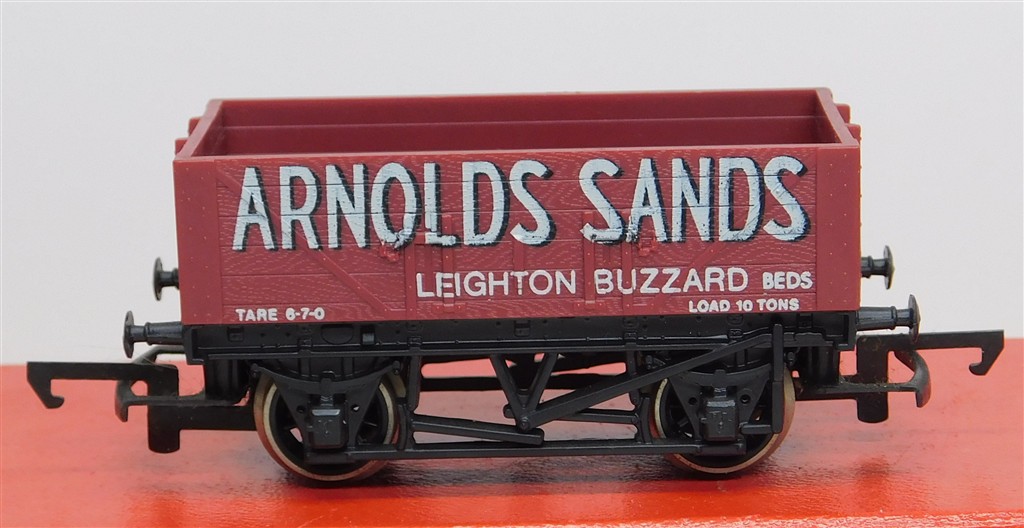 ARNOLDS SANDS
LEIGHTON BUZZARD BEDS
TARE 6-7-0 LOAD 10 TONS